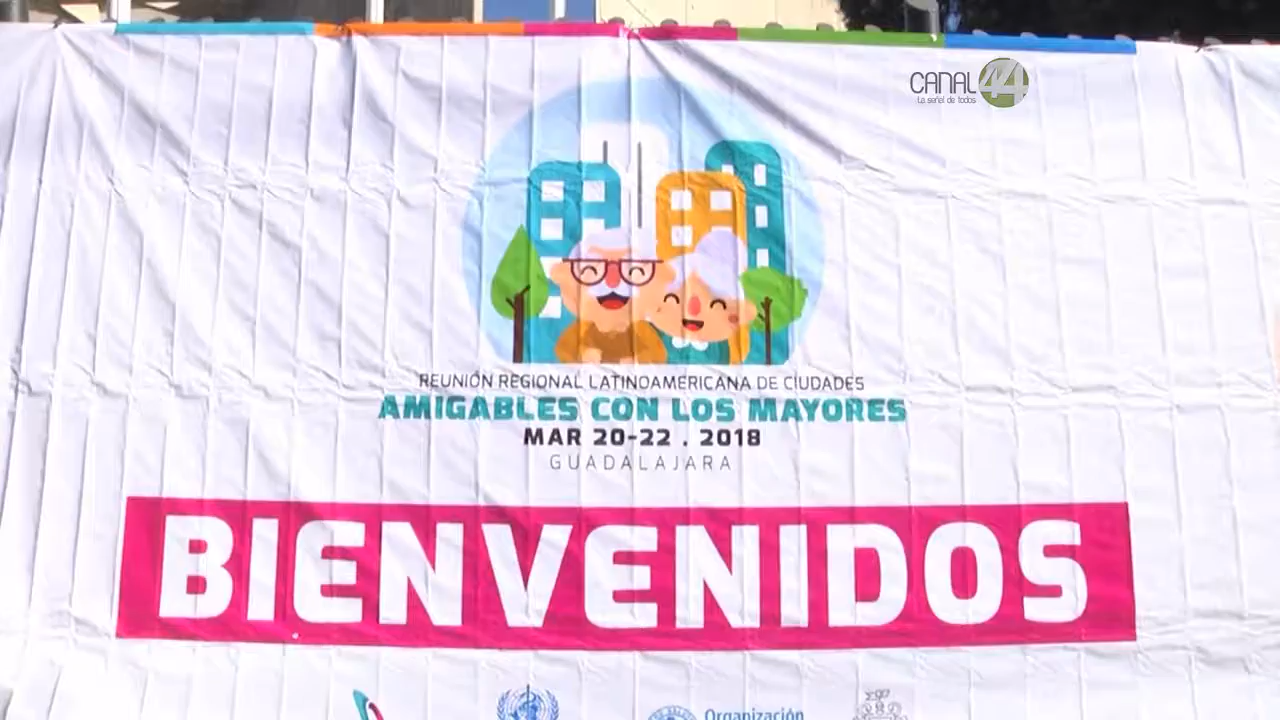 CANAL 44
La señal de todos
REUNIÓN REGIONAL LATINOAMERICANA DE CIUDADES
AMIGABLES CON LOS MAYORES
MAR 20-22 . 2018
GUADALAJARA
BIENVENIDOS
Organización